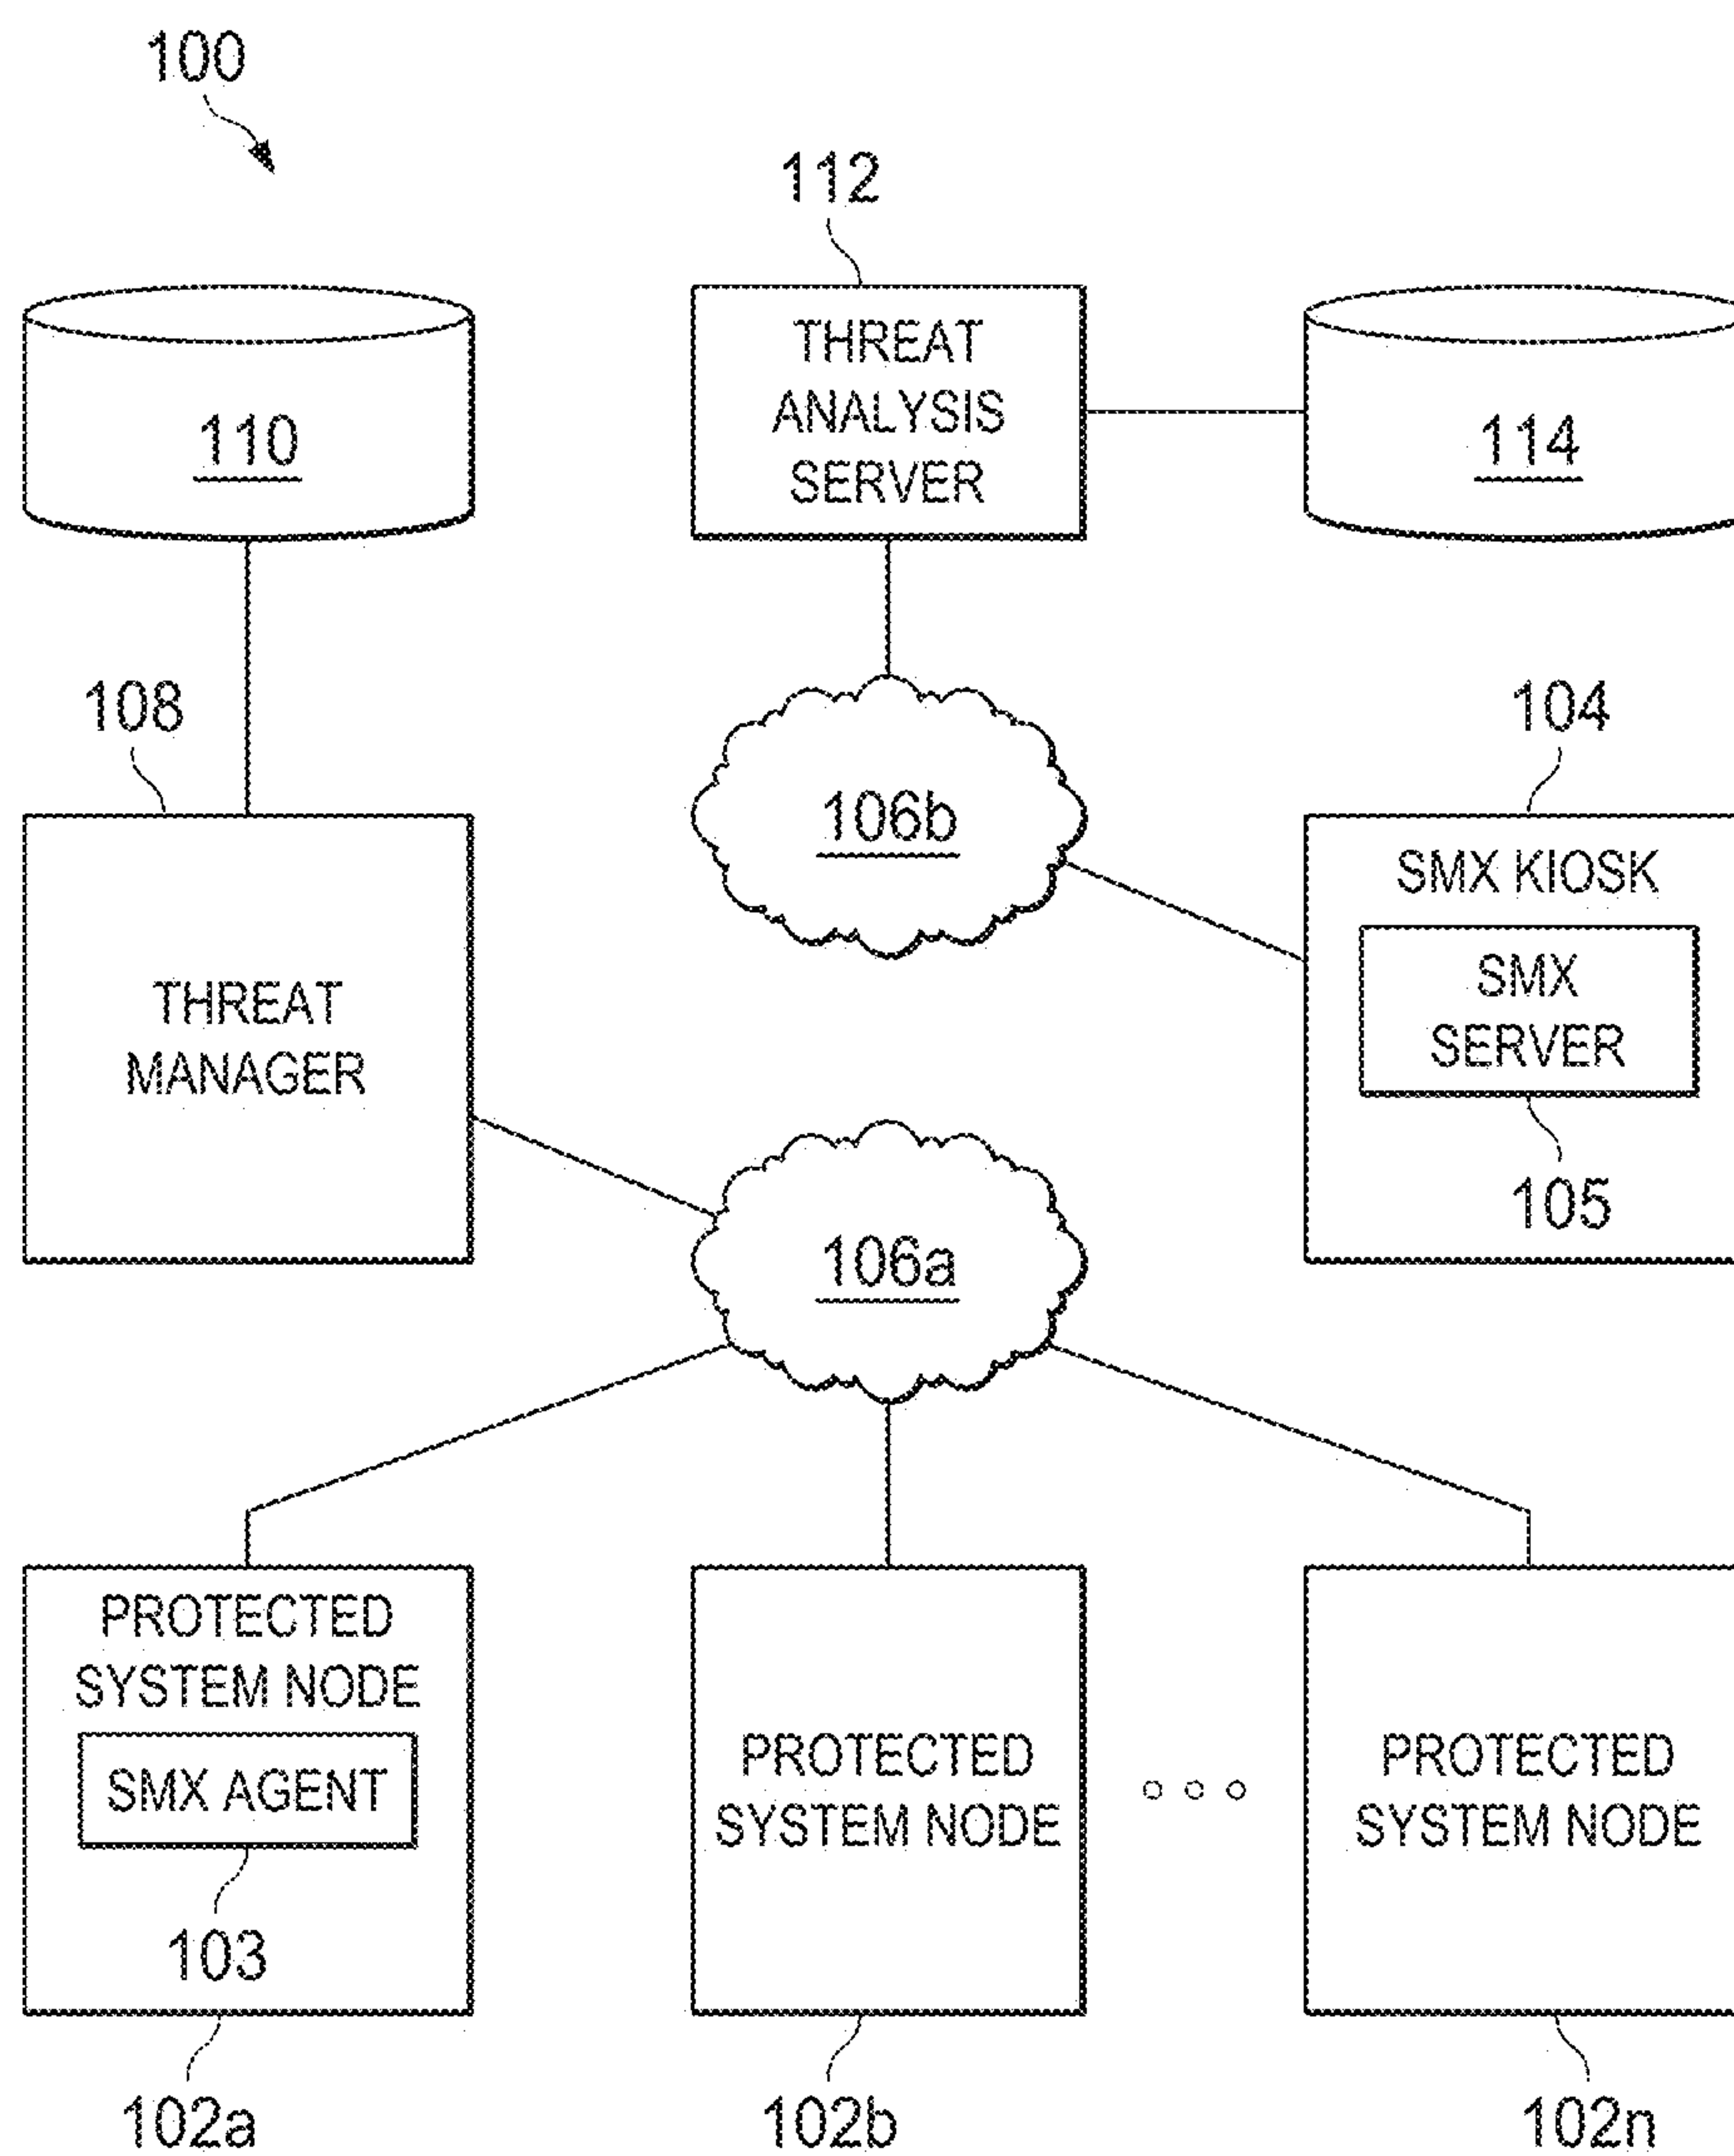 100
112
THREAT
ANALYSIS
SERVER
110
114
108
104
106b
SMX KIOSK
SMX
SERVER
105
THREAT
MANAGER
106a
PROTECTED
SYSTEM NODE
SMX AGENT
103
PROTECTED
SYSTEM NODE
PROTECTED
SYSTEM NODE
102a
102b
102n